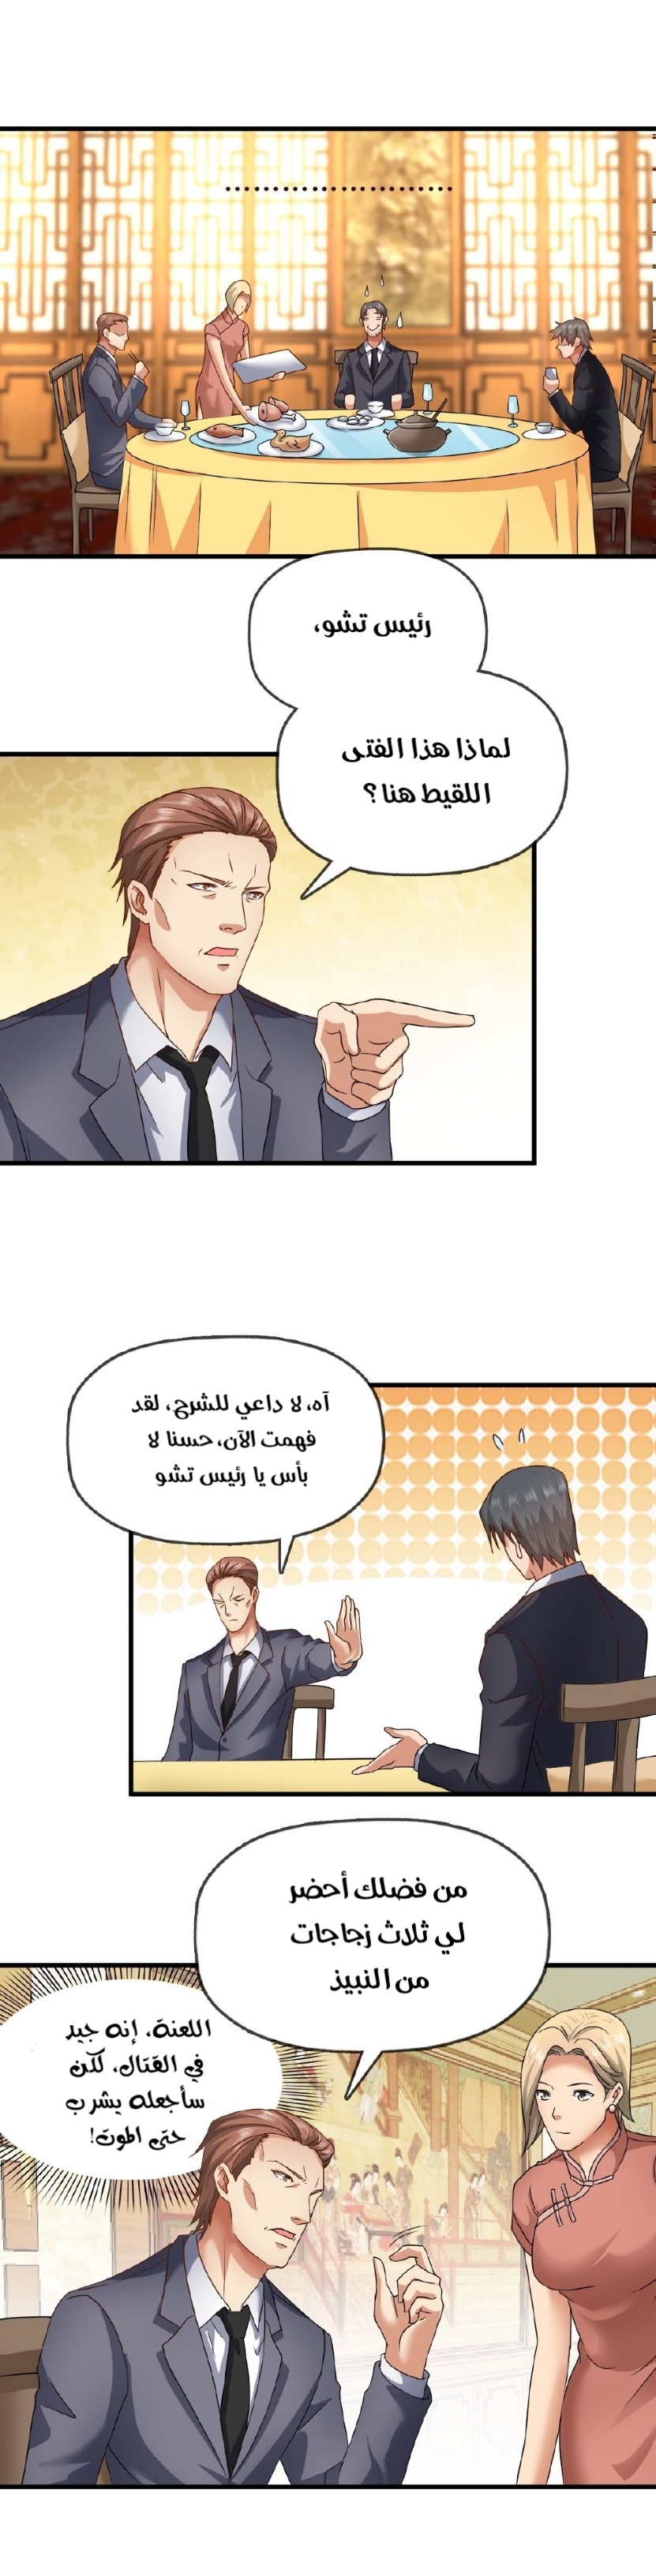 ........................
رئيس تشو،
لماذا هذا الفتى
اللقيط هنا؟
آه، لا داعي للشرح، لقد
فهمت الآن، حسنا لا
بأس يا رئيس تشو
من فضلك أحضر
لي ثلاث زجاجات
من النبيذ
اللعنة، إنه جيد
في القتال، لكن
سأجعله يشرب
حتى الموت!